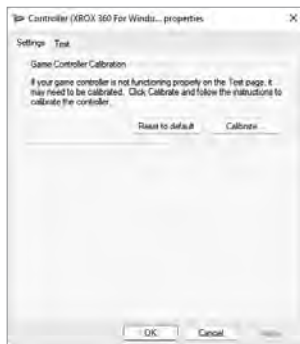 Controller (XBOX 360 For Windu... properties
Settings Test
Game Controller Calibration
If your game controller is not functioning properly on the Test page, it
may need to be calibrated. Click Calibrate and follow the instructions to
calibrate the controller.
Reset to default Calibrate...
OK Cancel